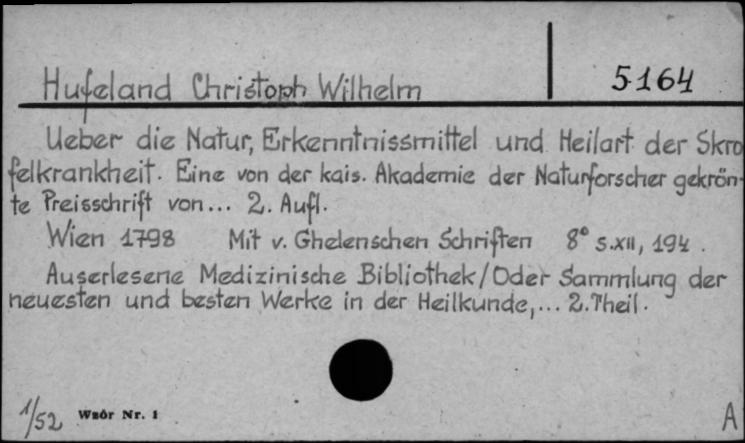 Hufeland Christoph Wilhelm 5164
Ueber die Natur, Erkenntnissmittel und Heilart der Skro
felkrankheit. Eine von der kais. Akademie der Naturforscher gekrön-
te Preisschrift von... 2. Aufl.
Wien 1798 Mit v. Ghelenschen Schriften 8° S.XII, 194.
Auserlesene Medizinische Bibliothek/Oder Sammlung der
neuesten und besten Werke in der Heilkunde,... 2.Theil.
1/52 Wzór Nr. 1 A